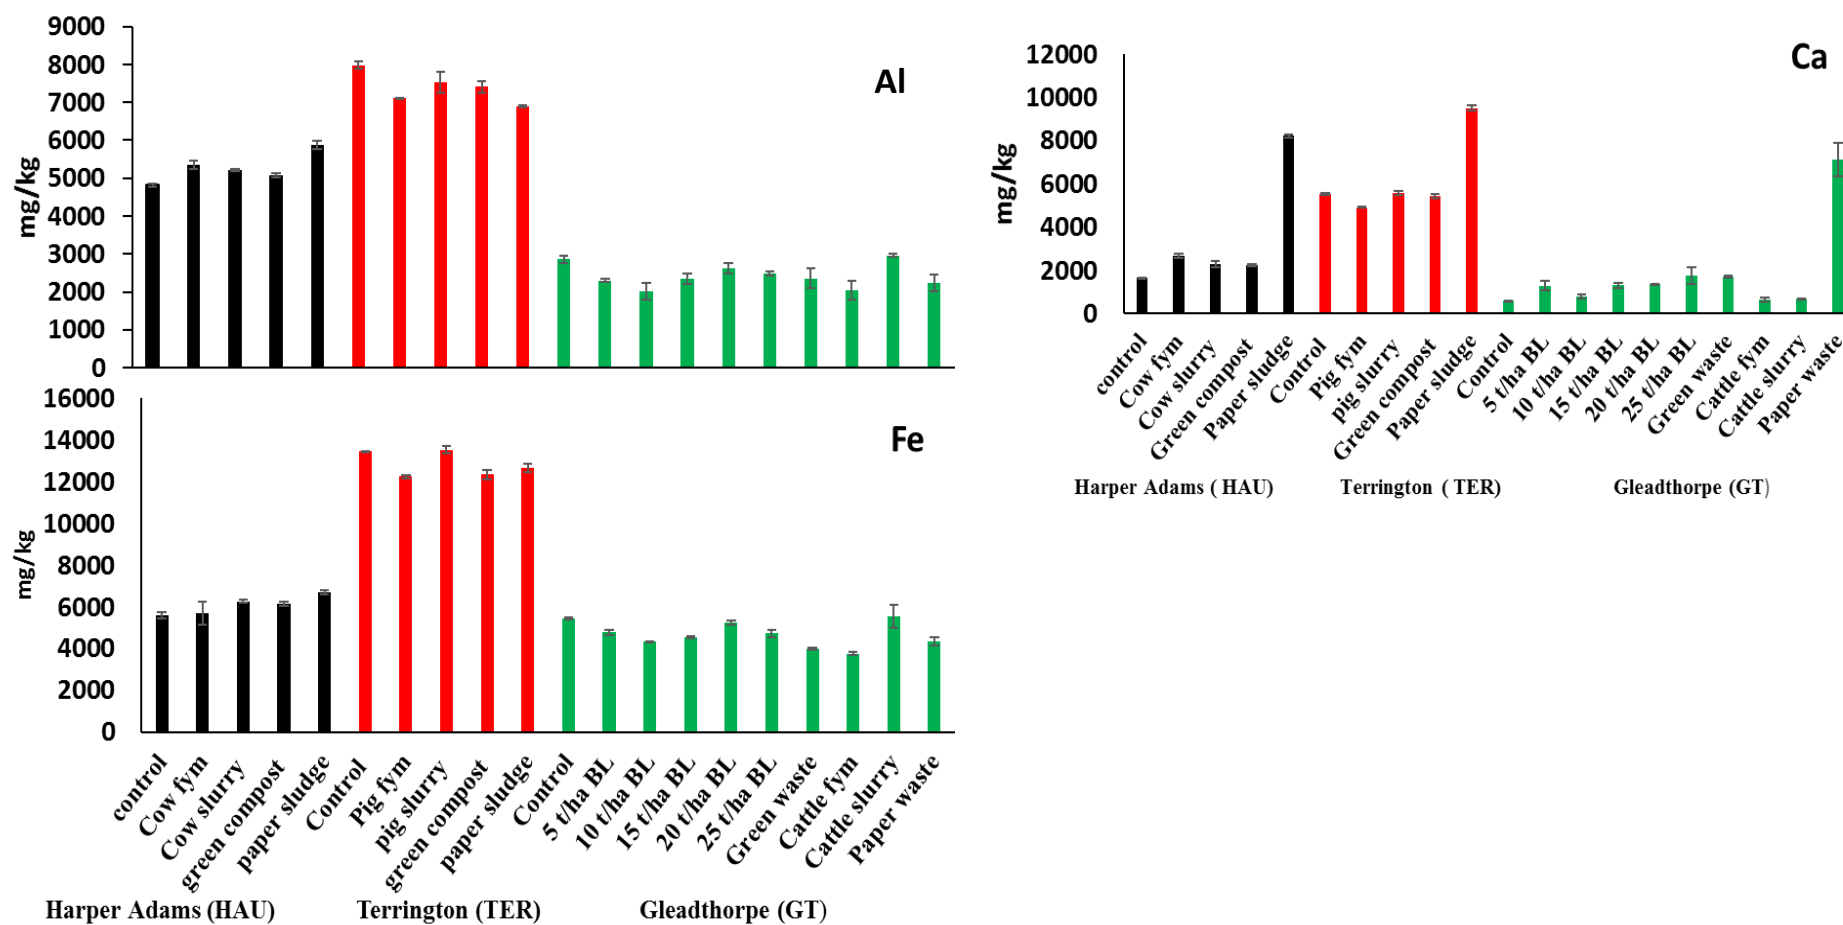 Al
9000
8000
7000
6000
5000
4000
3000
2000
1000
0
mg/kg
Fe
16000
14000
12000
10000
8000
6000
4000
2000
0
mg/kg
control
Cow fym
Cow slurry
green compost
paper sludge
Control
Pig fym
pig slurry
green compost
paper sludge
Control
5 t/ha BL
10 t/ha BL
15 t/ha BL
20 t/ha BL
25 t/ha BL
Green waste
Cattle fym
Cattle slurry
Paper waste
Harper Adams (HAU)
Terrington (TER)
Gleadthorpe (GT)
Ca
12000
10000
8000
6000
4000
2000
0
mg/kg
control
Cow fym
Cow slurry
Green compost
Paper sludge
Control
Pig fym
pig slurry
Green compost
Paper sludge
Control
5 t/ha BL
10 t/ha BL
15 t/ha BL
20 t/ha BL
25 t/ha BL
Green waste
Cattle fym
Cattle slurry
Paper waste
Harper Adams ( HAU)
Terrington ( TER)
Gleadthorpe (GT)